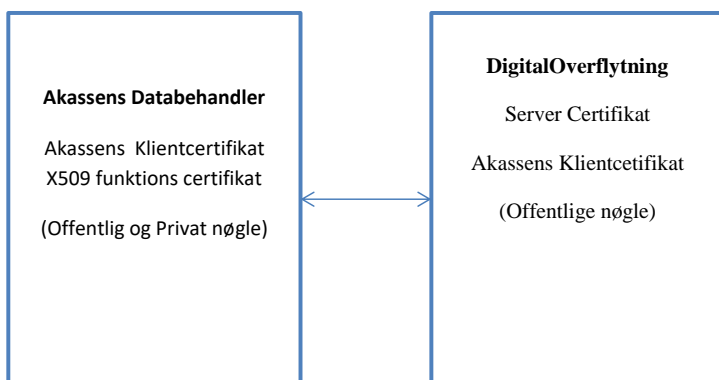 Akassens Databehandler
Akassens Klientcertifikat
X509 funktions certifikat
(Offentlig og Privat nøgle)
DigitalOverflytning
Server Certifikat
Akassens Klientcetifikat
(Offentlige nøgle)